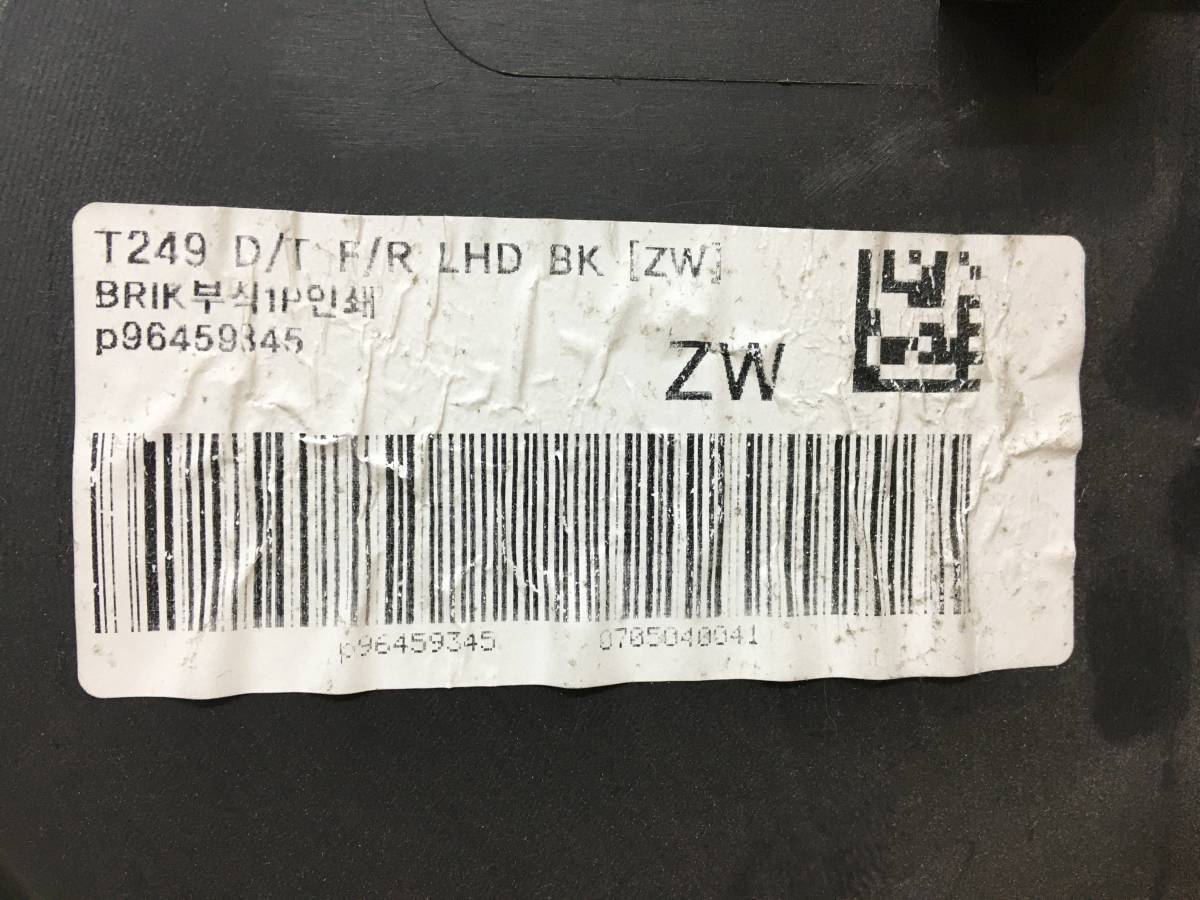 T249 D/T F/R LHD BK [ZW]
BRIK부식1P인쇄
p96459345
ZW
p96459345 0705040041